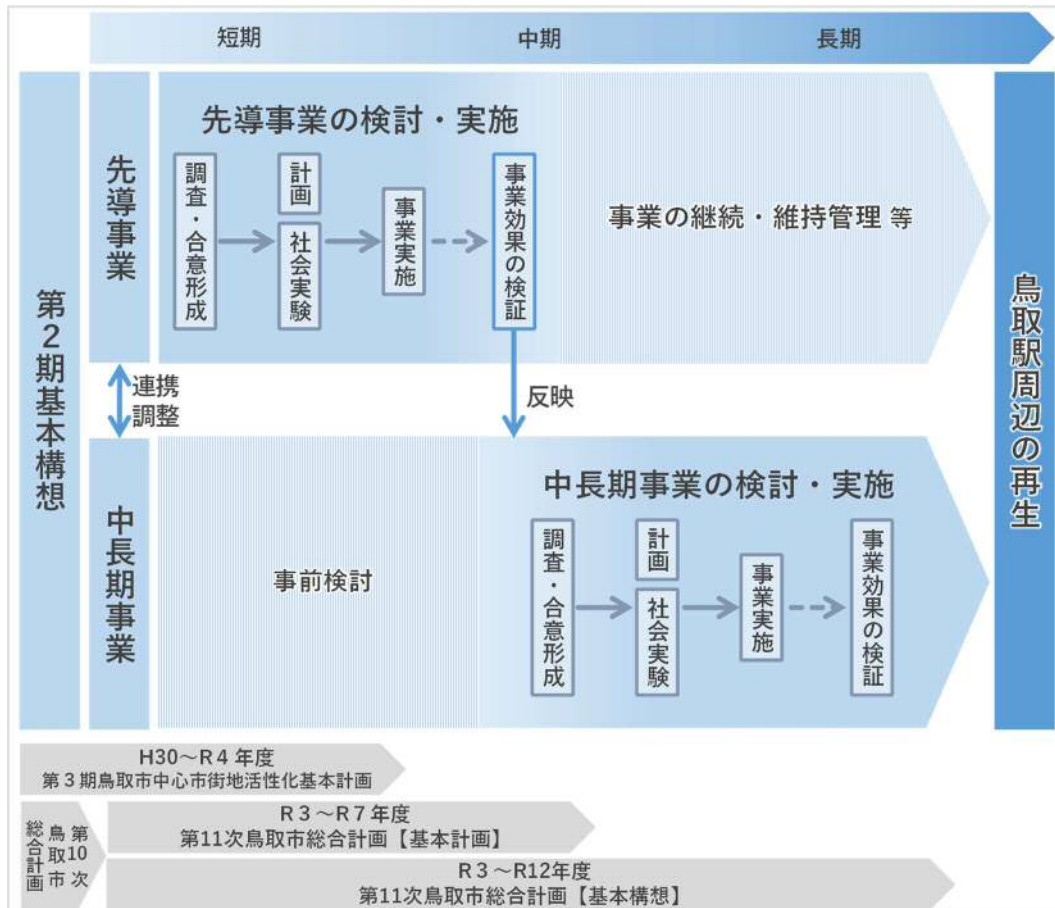 短期
中期
長期
第2期基本構想
先導事業
先導事業の検討・実施
調査・合意形成
計画
社会実験
事業実施
事業効果の検証
事業の継続・維持管理 等
連携
調整
反映
中長期事業
事前検討
中長期事業の検討・実施
調査・合意形成
計画
社会実験
事業実施
事業効果の検証
鳥取駅周辺の再生
H30～R4年度
第3期鳥取市中心市街地活性化基本計画
第10次
鳥取市
総合計画
R3～R7年度
第11次鳥取市総合計画【基本計画】
R3～R12年度
第11次鳥取市総合計画【基本構想】